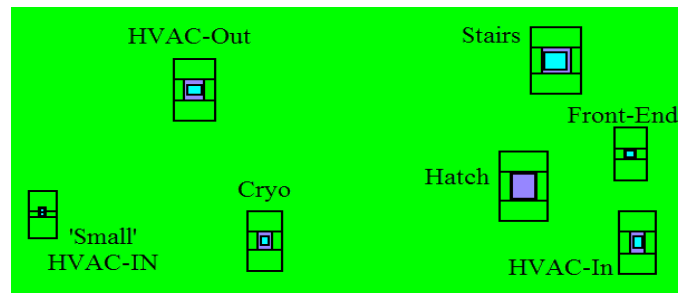 HVAC-Out
Stairs
Front-End
Hatch
Cryo
'Small'
HVAC-IN
HVAC-In